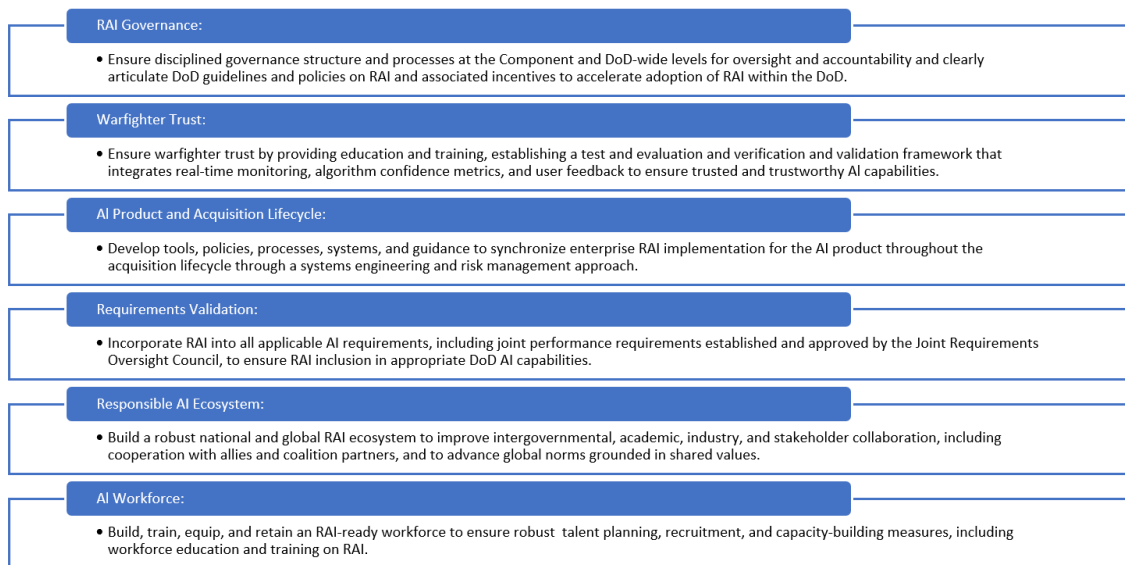 RAI Governance:
• Ensure disciplined governance structure and processes at the Component and DoD-wide levels for oversight and accountability and clearly
articulate DoD guidelines and policies on RAI and associated incentives to accelerate adoption of RAI within the DoD.
Warfighter Trust:
• Ensure warfighter trust by providing education and training, establishing a test and evaluation and verification and validation framework that
integrates real-time monitoring, algorithm confidence metrics, and user feedback to ensure trusted and trustworthy AI capabilities.
AI Product and Acquisition Lifecycle:
• Develop tools, policies, processes, systems, and guidance to synchronize enterprise RAI implementation for the AI product throughout the
acquisition lifecycle through a systems engineering and risk management approach.
Requirements Validation:
• Incorporate RAI into all applicable AI requirements, including joint performance requirements established and approved by the Joint Requirements
Oversight Council, to ensure RAI inclusion in appropriate DoD AI capabilities.
Responsible AI Ecosystem:
• Build a robust national and global RAI ecosystem to improve intergovernmental, academic, industry, and stakeholder collaboration, including
cooperation with allies and coalition partners, and to advance global norms grounded in shared values.
AI Workforce:
• Build, train, equip, and retain an RAI-ready workforce to ensure robust talent planning, recruitment, and capacity-building measures, including
workforce education and training on RAI.